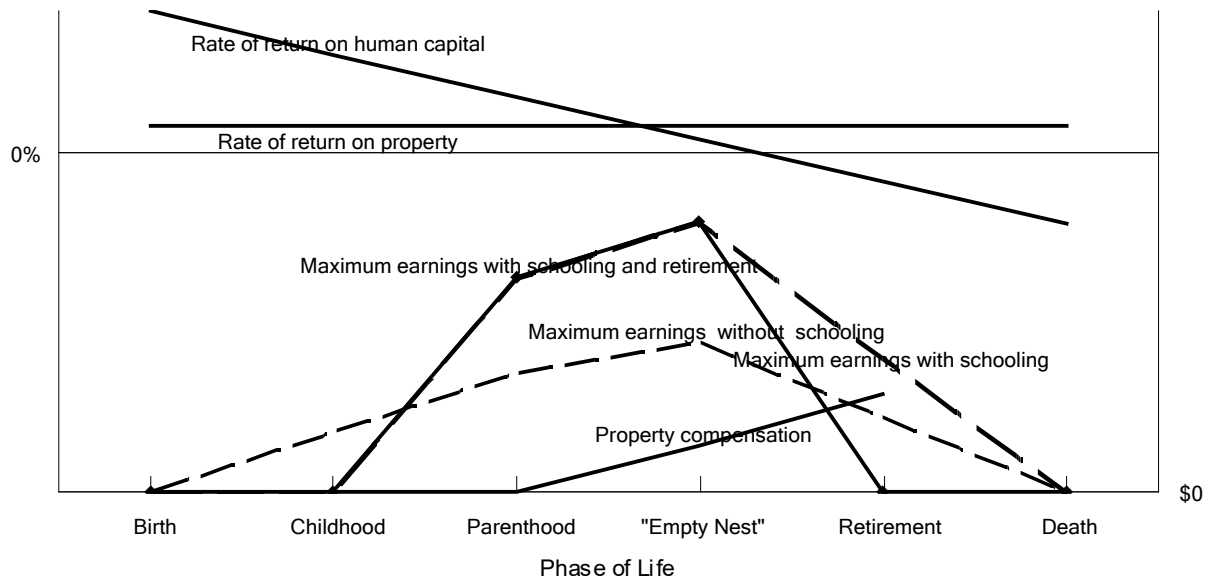 Rate of return on human capital
Rate of return on property
0%
Maximum earnings with schooling and retirement
Maximum earnings without schooling
Maximum earnings with schooling
Property compensation
$0
Birth
Childhood
Parenthood
"Empty Nest"
Retirement
Death
Phase of Life